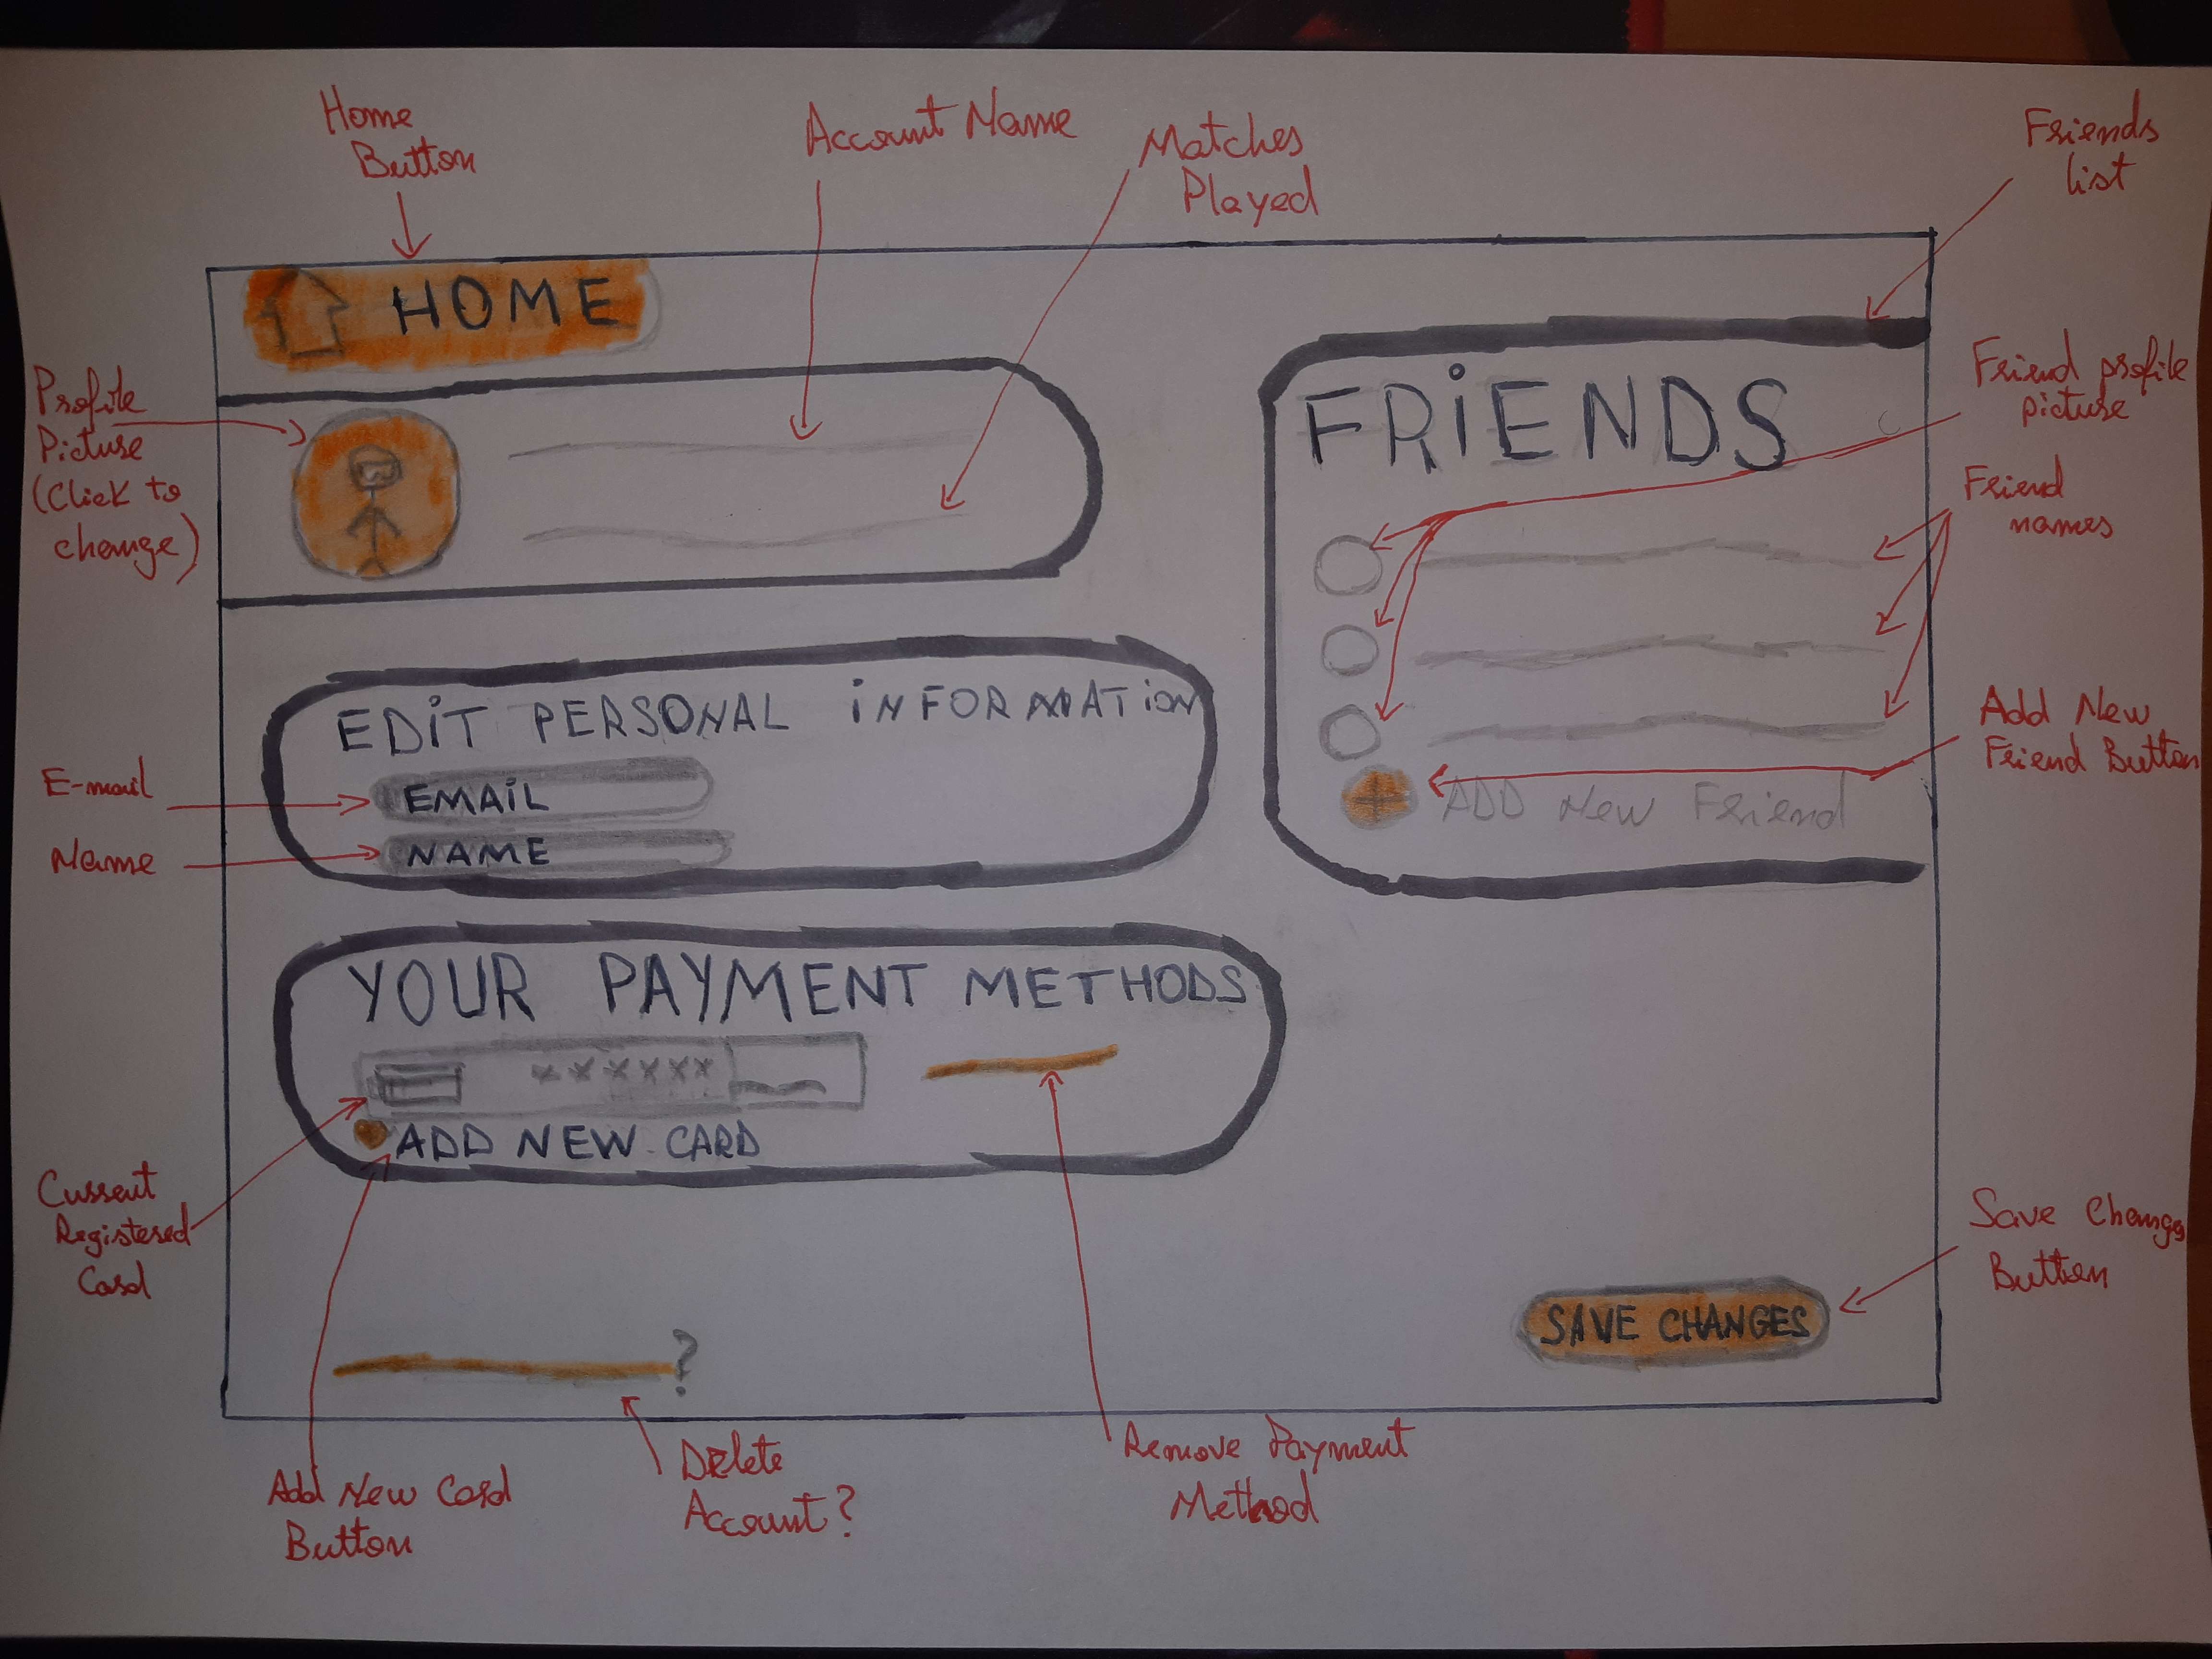 Home
Button
Account Name
Matches
Played
Friends
list
HOME
Profile
Picture
(Click to
change)
FRiENDS
Friend profile
picture
Friend
names
EDiT PERSONAL iNFORMATiON
E-mail
EMAiL
Name
NAME
ADD New Friend
Add New
Friend Button
YOUR PAYMENT METHODS
xxxxxx
ADD NEW CARD
Current
Registered
Card
Save Changes
Button
SAVE CHANGES
?
Add New Card
Button
Delete
Account?
Remove Payment
Method